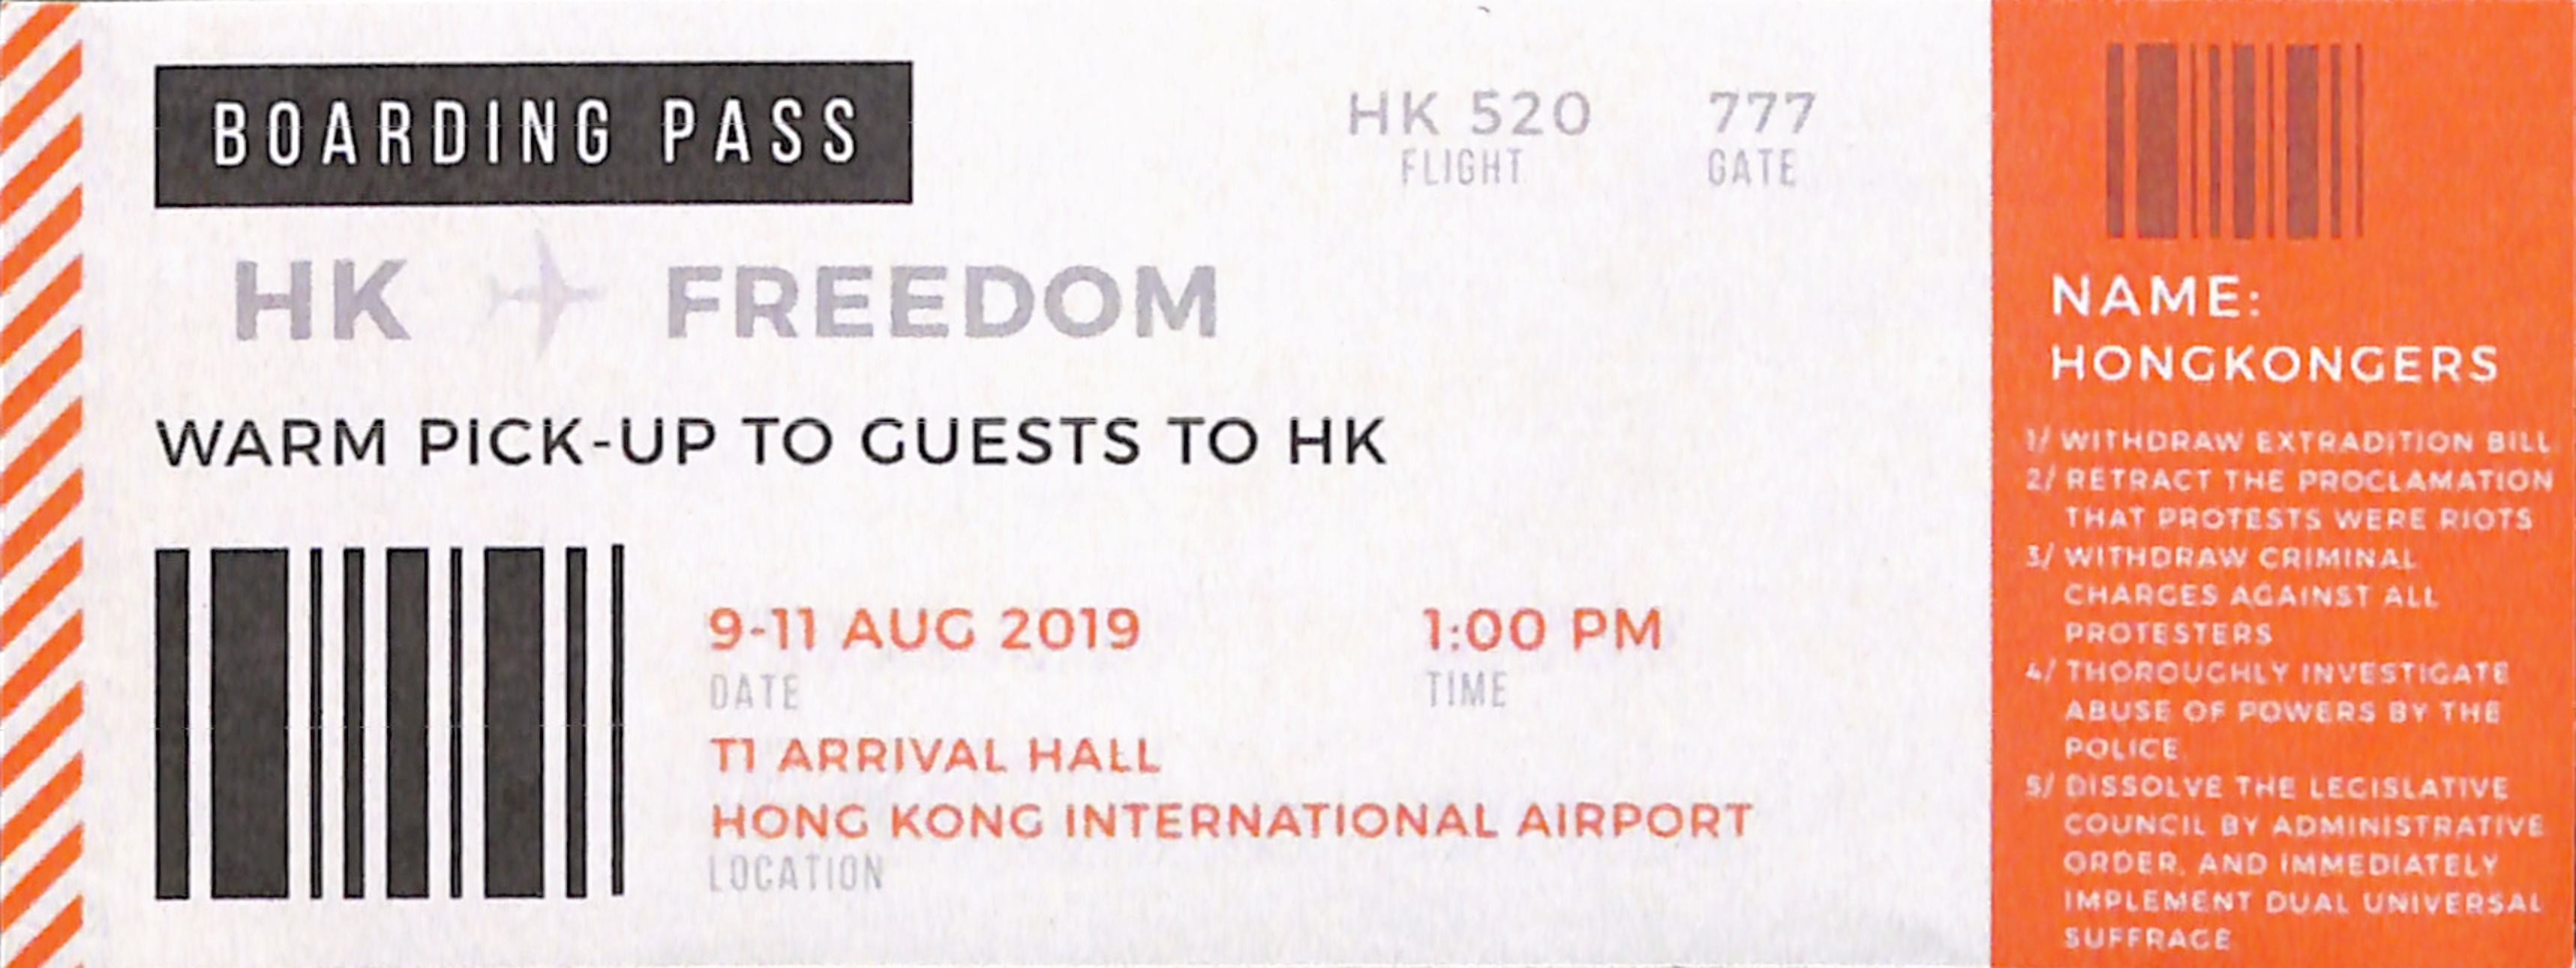 BOARDING PASS
HK 520 777
FLIGHT GATE
HK FREEDOM
WARM PICK-UP TO GUESTS TO HK
9-11 AUG 2019 1:00 PM
DATE TIME
T1 ARRIVAL HALL
HONG KONG INTERNATIONAL AIRPORT
LOCATION
NAME:
HONGKONGERS
1/ WITHDRAW EXTRADITION BILL
2/ RETRACT THE PROCLAMATION
THAT PROTESTS WERE RIOTS
3/ WITHDRAW CRIMINAL
CHARGES AGAINST ALL
PROTESTERS
4/ THOROUGHLY INVESTIGATE
ABUSE OF POWERS BY THE
POLICE
5/ DISSOLVE THE LEGISLATIVE
COUNCIL BY ADMINISTRATIVE
ORDER, AND IMMEDIATELY
IMPLEMENT DUAL UNIVERSAL
SUFFRAGE